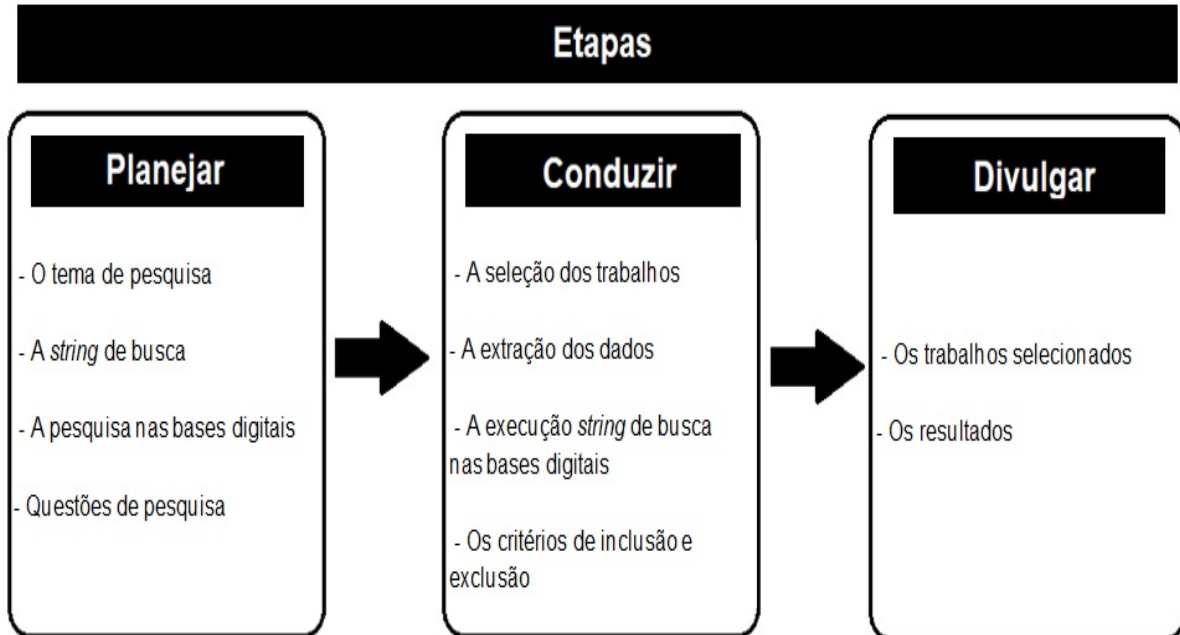 Etapas
Planejar
- O tema de pesquisa
- A string de busca
- A pesquisa nas bases digitais
- Questões de pesquisa
Conduzir
- A seleção dos trabalhos
- A extração dos dados
- A execução string de busca
nas bases digitais
- Os critérios de inclusão e
exclusão
Divulgar
- Os trabalhos selecionados
- Os resultados